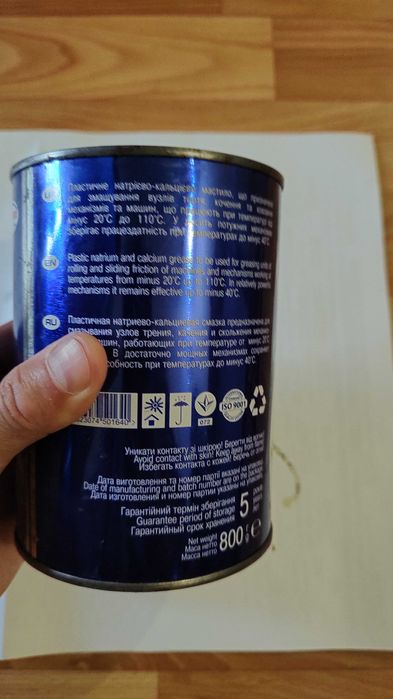 Пластичне натрієво-кальцієво мастило, що призначене
для змащування вузлів тертя, кочення та
механізмів та машин, що працюють при температурі від
мінус 20°С до 110°С. У досить потужних механізмах
зберігає працездатність при температурах до мінус 40°С
EN
Plastic natrium and calcium grease to be used for greasing units of
rolling and sliding friction of machines and mechanisms working at
temperatures from minus 20°C up to 110°C. In relatively powerful
mechanisms it remains effective up to minus 40°C.
RU
Пластичная натриево-кальциевая смазка предназначена для
смазывания узлов трения, качения и скольжения
машин, работающих при температуре от минус 20°С
В достаточно мощных механизмах сохраняет
температурах до минус 40°С
823074 501640
072
ISO 9001
Уникати контакту зі шкірою! Берегти від вогню!
Avoid contact with skin! Keep away from flame!
Избегать контакта с кожей! Беречь от огня!
Дата виготовлення та номер партії вказані на упаковці
Date of manufacturing and batch number are on the package
Дата изготовления и номер партии указаны на упаковке
Гарантійний термін зберігання
Guarantee period of storage 5
Гарантийный срок хранения
Net weight
Маса нетто 800 г
Масса нетто